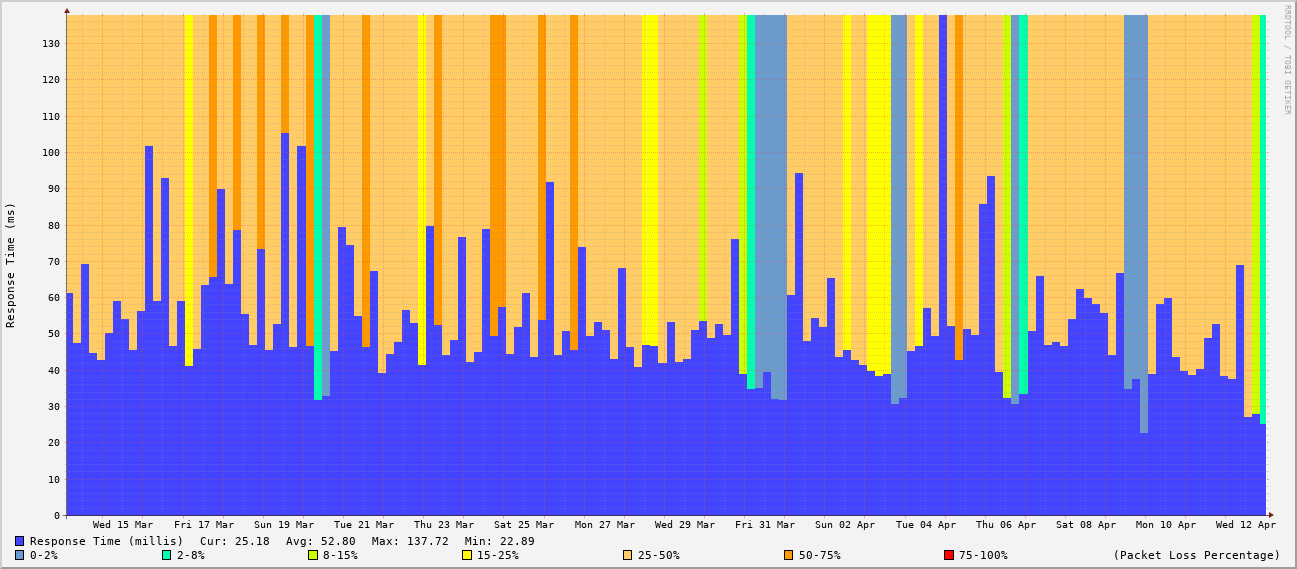 RRDTOOL / TOBI OETIKER
Response Time (ms)
130
120
110
100
90
80
70
60
50
40
30
20
10
0
Wed 15 Mar Fri 17 Mar Sun 19 Mar Tue 21 Mar Thu 23 Mar Sat 25 Mar Mon 27 Mar Wed 29 Mar Fri 31 Mar Sun 02 Apr Tue 04 Apr Thu 06 Apr Sat 08 Apr Mon 10 Apr Wed 12 Apr
Response Time (millis) Cur: 25.18 Avg: 52.80 Max: 137.72 Min: 22.89
0-2% 2-8% 8-15% 15-25% 25-50% 50-75% 75-100% (Packet Loss Percentage)